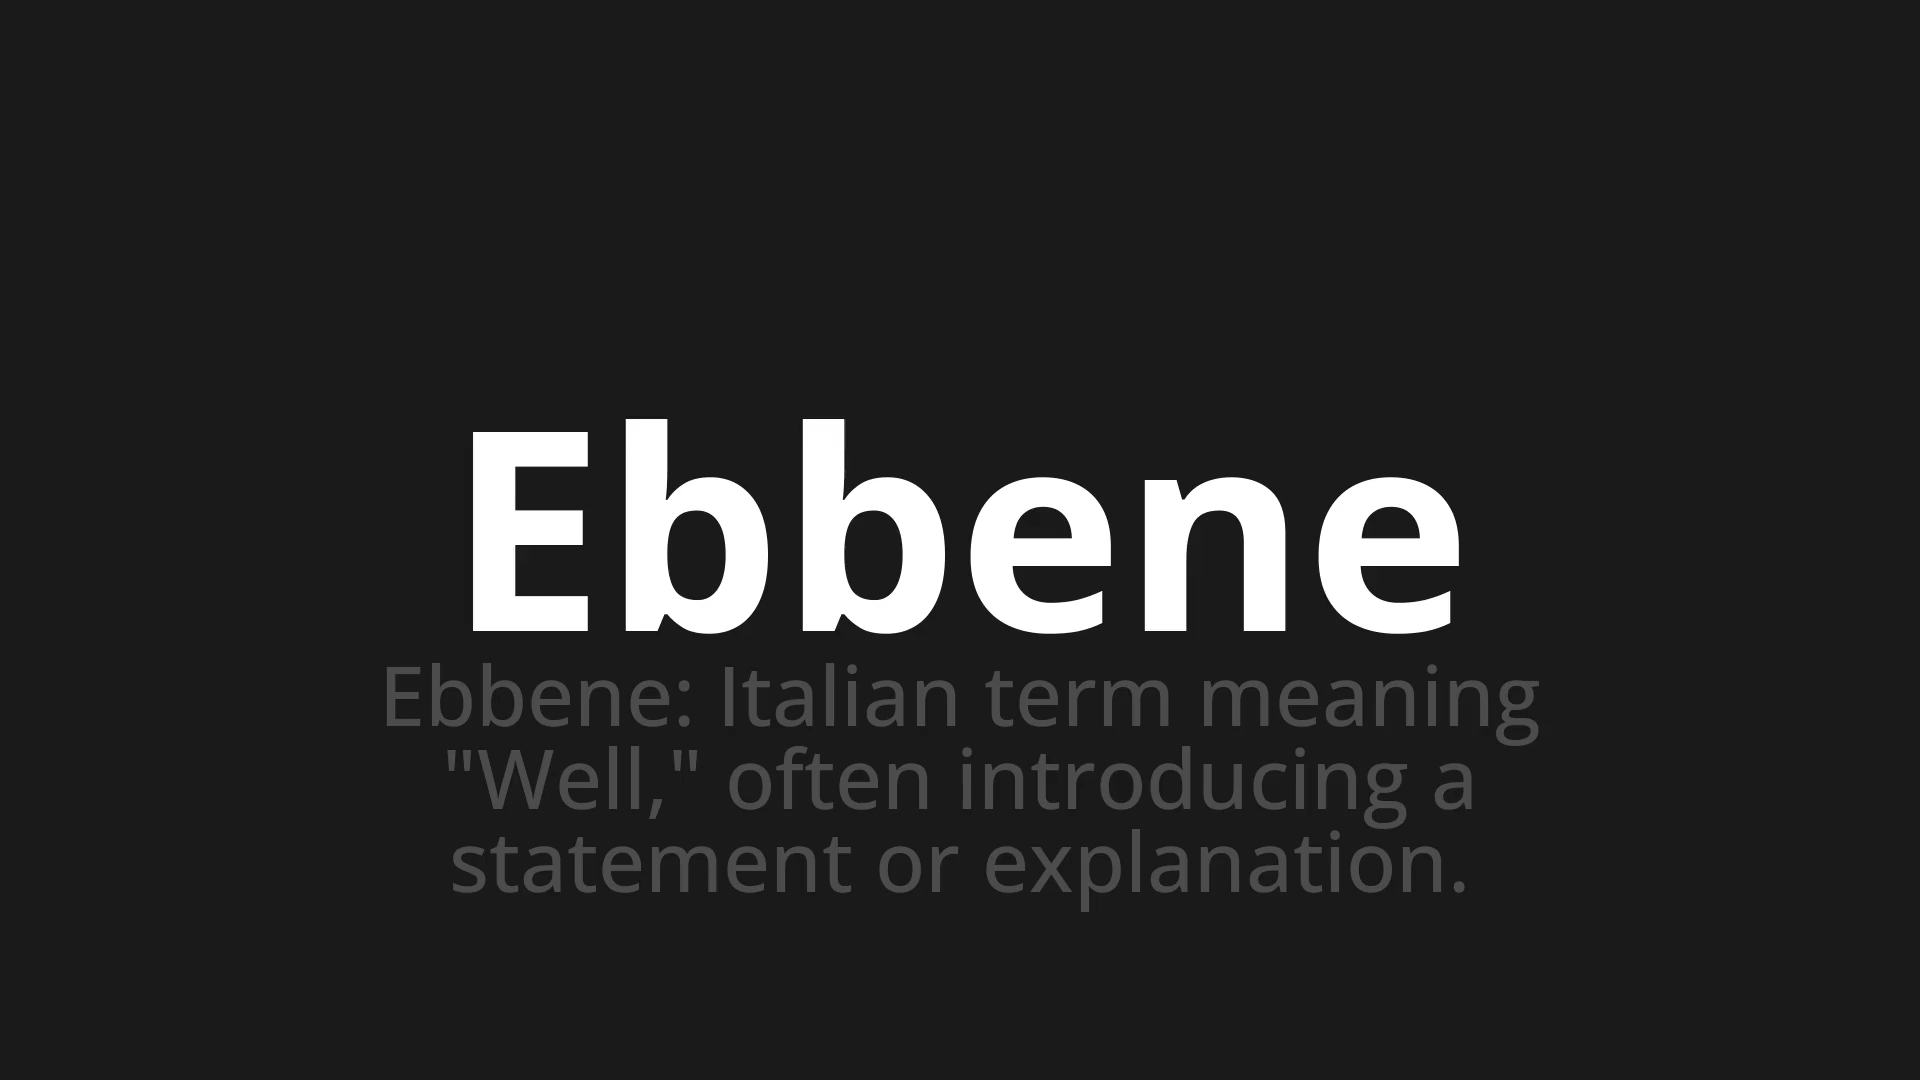 Ebbene
Ebbene: Italian term meaning
"Well," often introducing a
statement or explanation.